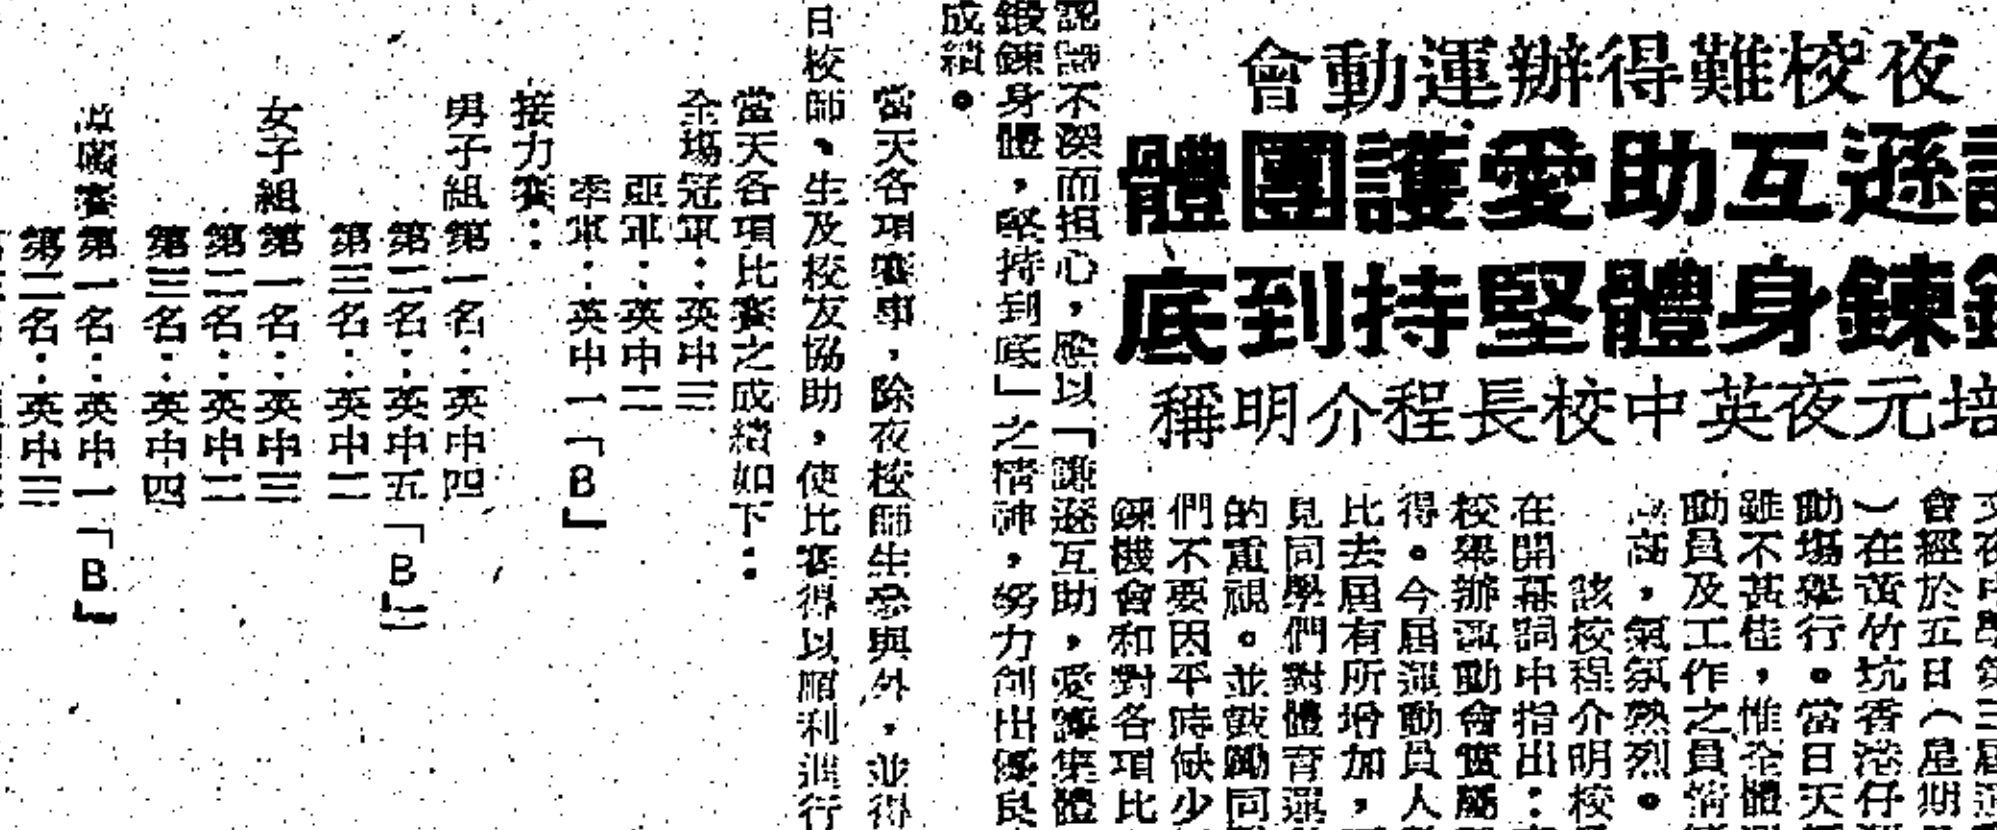 夜校難得辦運動會
遜互助愛護團體
鍊身體堅持到底
培元夜英中校長程介明稱
會經於五日（星期
）在黃竹坑香港仔
動場舉行。當日天
雖不甚佳，惟全體
動員及工作之員情
高，氣氛熱烈。
該校程介明校
在開幕詞中指出：
校舉辦運動會實屬
得。今屆運動員人
比去屆有所增加，
見同學們對體育運
的重視。並鼓勵同
們不要因平時缺少
鍊機會和對各項比
認識不深而担心，應以「謙遜互助，愛護集體
鍛鍊身體，堅持到底」之精神，努力創出優良
成績。
當天各項賽事，除夜校師生參與外，並得
日校師、生及校友協助，使比賽得以順利進行
當天各項比賽之成績如下：
全場冠軍：英中三
亞軍：英中二
季軍：英中一「B」
接力賽：
男子組第一名：英中四
第二名：英中五「B」
第三名：英中二
女子組第一名：英中三
第二名：英中二
第三名：英中四
礙賽第一名：英中一「B」
第二名：英中三